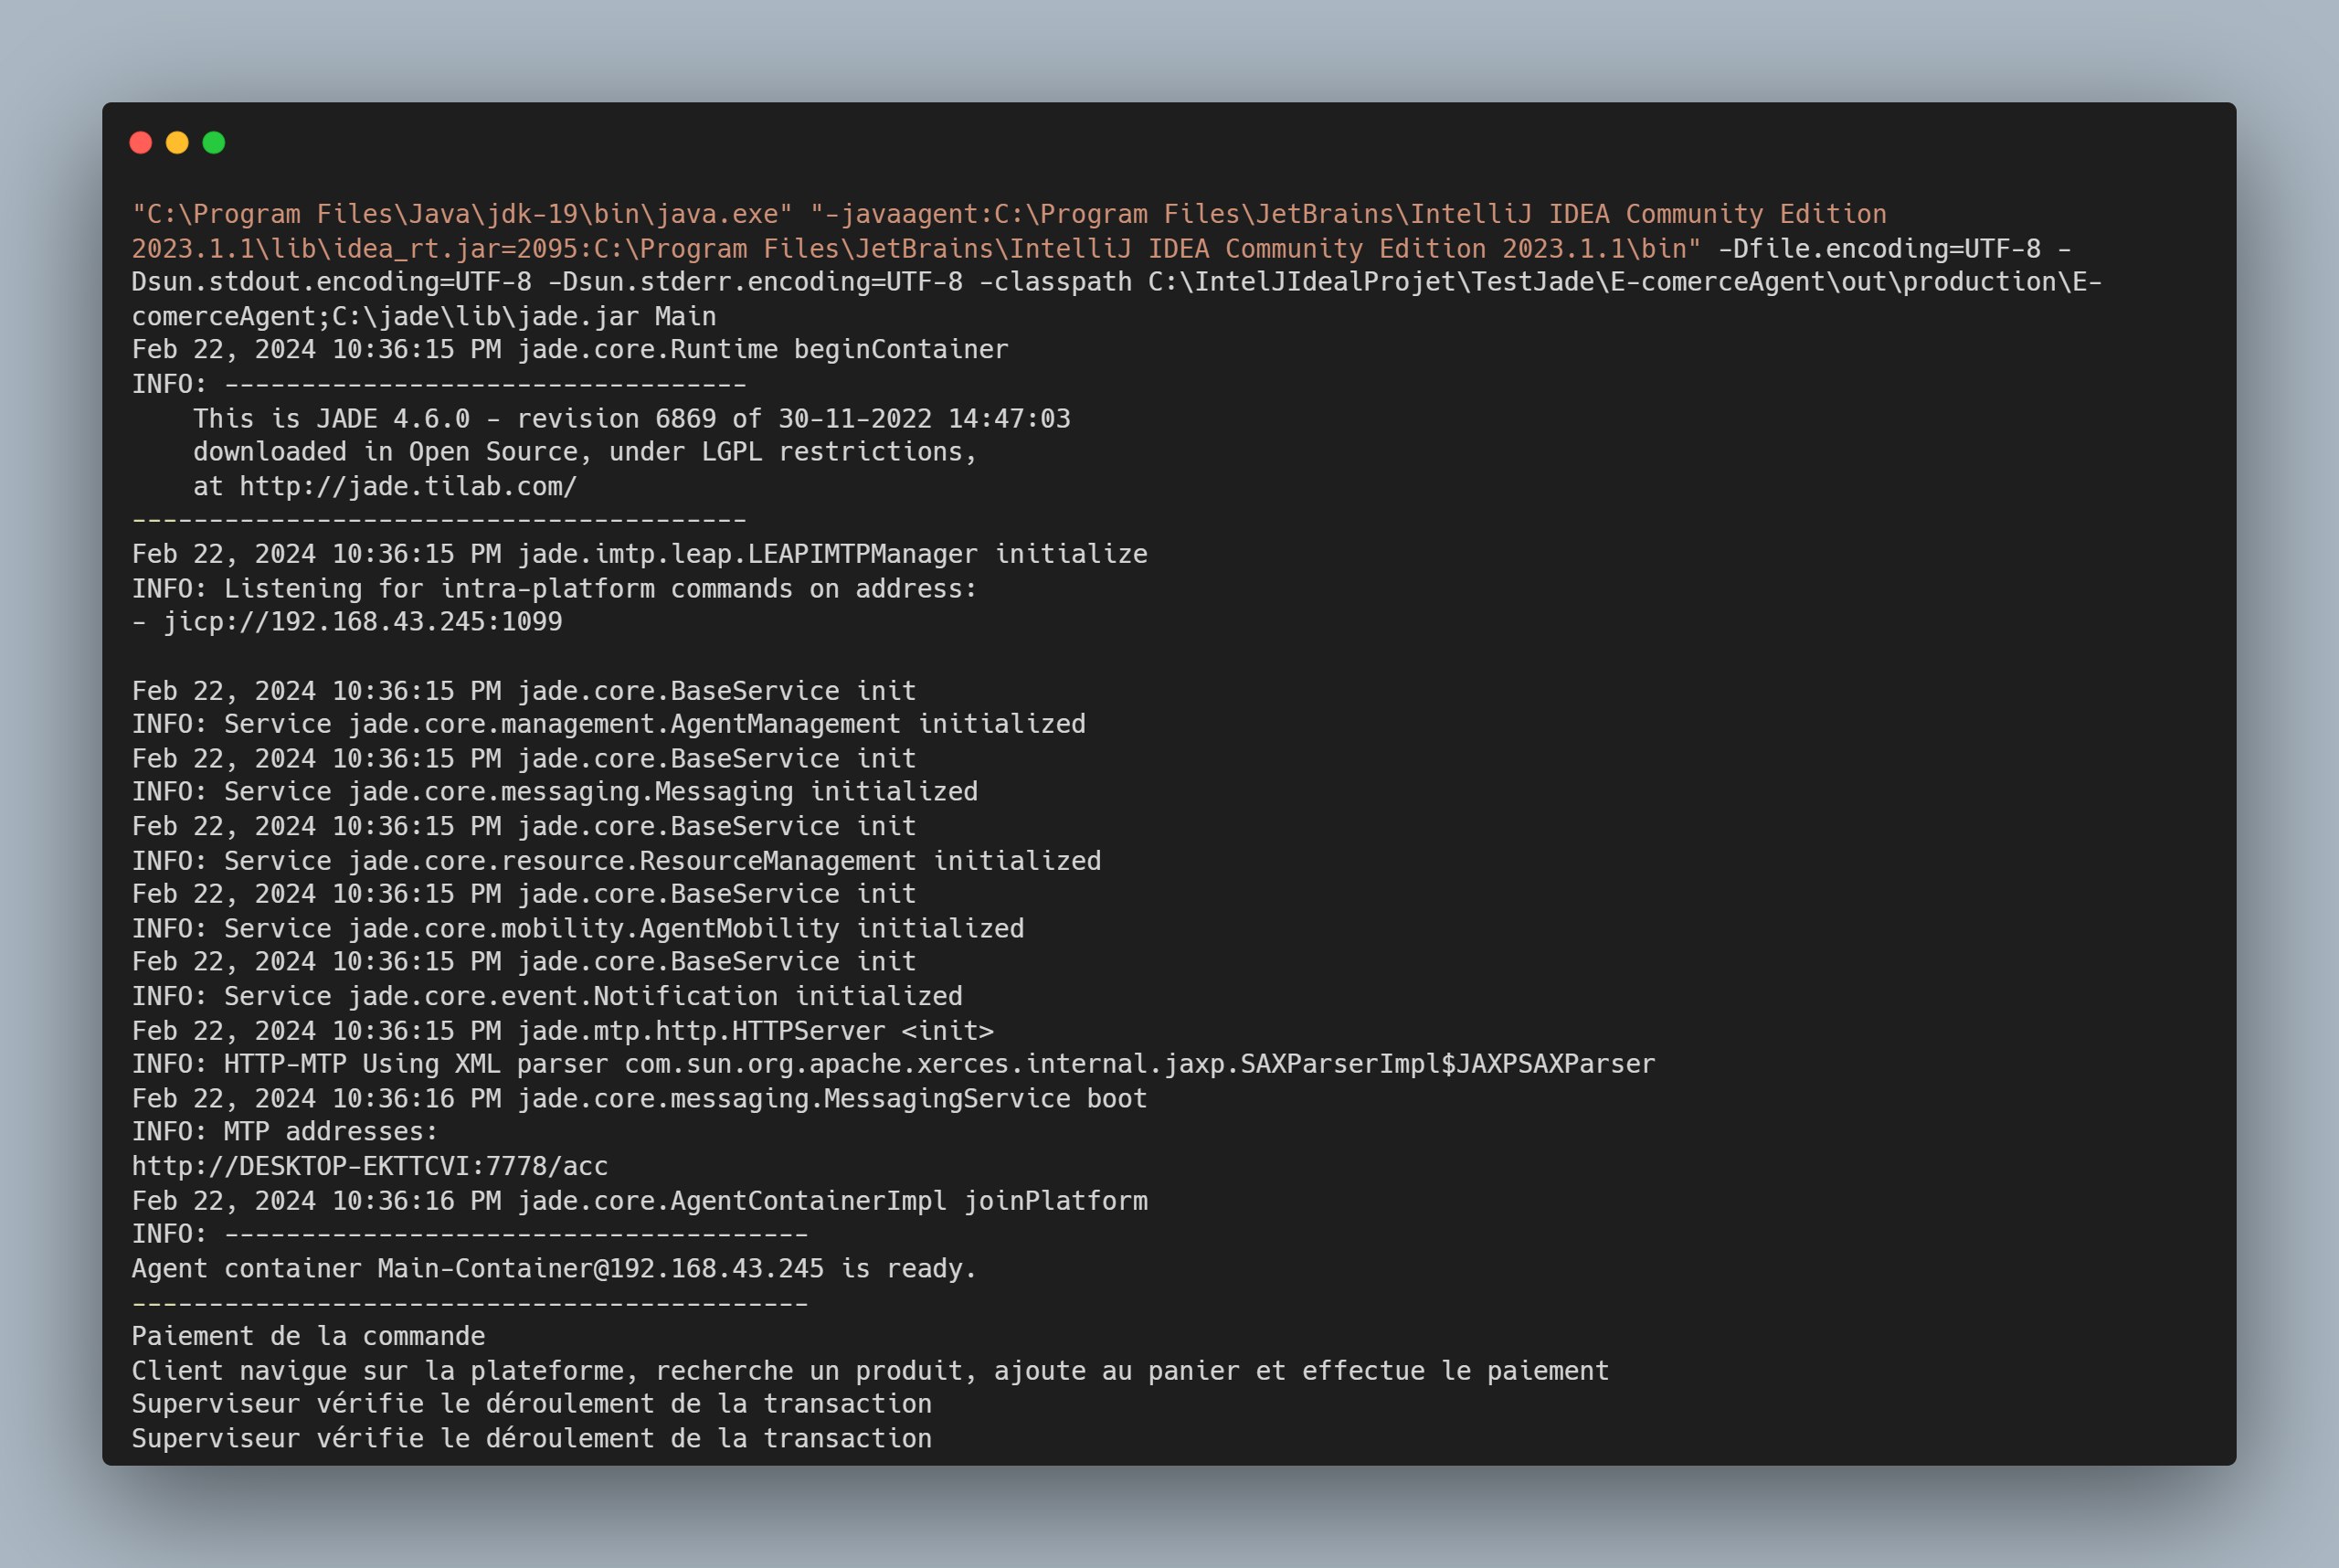 "C:\Program Files\Java\jdk-19\bin\java.exe" "-javaagent:C:\Program Files\JetBrains\IntelliJ IDEA Community Edition
2023.1.1\lib\idea_rt.jar=2095:C:\Program Files\JetBrains\IntelliJ IDEA Community Edition 2023.1.1\bin" -Dfile.encoding=UTF-8 -
Dsun.stdout.encoding=UTF-8 -Dsun.stderr.encoding=UTF-8 -classpath C:\IntelJIdealProjet\TestJade\E-comerceAgent\out\production\E-
comerceAgent;C:\jade\lib\jade.jar Main
Feb 22, 2024 10:36:15 PM jade.core.Runtime beginContainer
INFO: ----------------------------------
    This is JADE 4.6.0 - revision 6869 of 30-11-2022 14:47:03
    downloaded in Open Source, under LGPL restrictions,
    at http://jade.tilab.com/
----------------------------------------
Feb 22, 2024 10:36:15 PM jade.imtp.leap.LEAPIMTPManager initialize
INFO: Listening for intra-platform commands on address:
- jicp://192.168.43.245:1099

Feb 22, 2024 10:36:15 PM jade.core.BaseService init
INFO: Service jade.core.management.AgentManagement initialized
Feb 22, 2024 10:36:15 PM jade.core.BaseService init
INFO: Service jade.core.messaging.Messaging initialized
Feb 22, 2024 10:36:15 PM jade.core.BaseService init
INFO: Service jade.core.resource.ResourceManagement initialized
Feb 22, 2024 10:36:15 PM jade.core.BaseService init
INFO: Service jade.core.mobility.AgentMobility initialized
Feb 22, 2024 10:36:15 PM jade.core.BaseService init
INFO: Service jade.core.event.Notification initialized
Feb 22, 2024 10:36:15 PM jade.mtp.http.HTTPServer <init>
INFO: HTTP-MTP Using XML parser com.sun.org.apache.xerces.internal.jaxp.SAXParserImpl$JAXPSAXParser
Feb 22, 2024 10:36:16 PM jade.core.messaging.MessagingService boot
INFO: MTP addresses:
http://DESKTOP-EKTTCVI:7778/acc
Feb 22, 2024 10:36:16 PM jade.core.AgentContainerImpl joinPlatform
INFO: --------------------------------------
Agent container Main-Container@192.168.43.245 is ready.
--------------------------------------------
Paiement de la commande
Client navigue sur la plateforme, recherche un produit, ajoute au panier et effectue le paiement
Superviseur vérifie le déroulement de la transaction
Superviseur vérifie le déroulement de la transaction